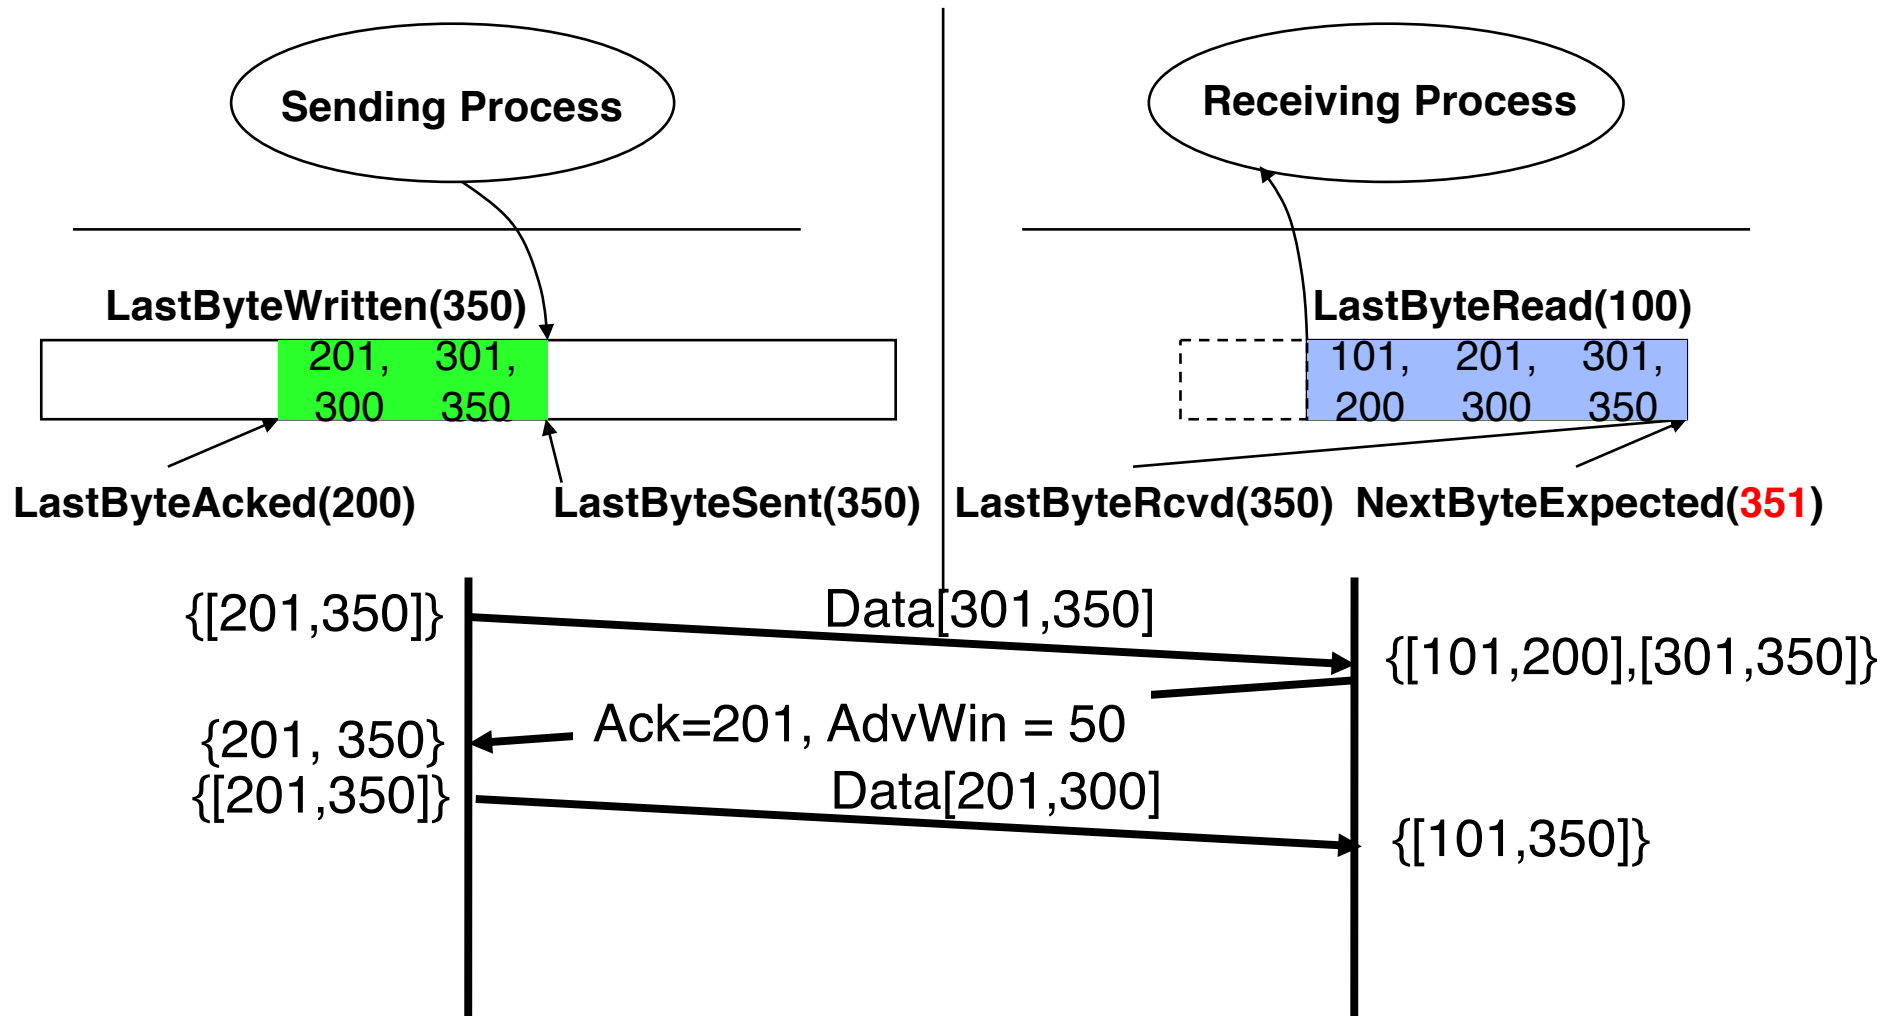 Sending Process
Receiving Process
LastByteWritten(350)
LastByteRead(100)
201, 301,
300 350
101, 201, 301,
200 300 350
LastByteAcked(200)
LastByteSent(350)
LastByteRcvd(350)
NextByteExpected(351)
{[201,350]}
Data[301,350]
{[101,200],[301,350]}
Ack=201, AdvWin = 50
{201, 350}
{[201,350]}
Data[201,300]
{[101,350]}